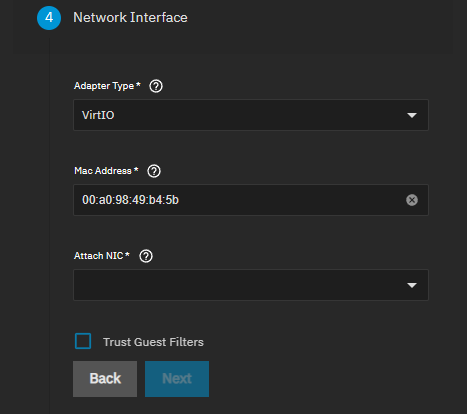 4 Network Interface
Adapter Type * ?
VirtIO
Mac Address * ?
00:a0:98:49:b4:5b
Attach NIC * ?
Trust Guest Filters
Back Next